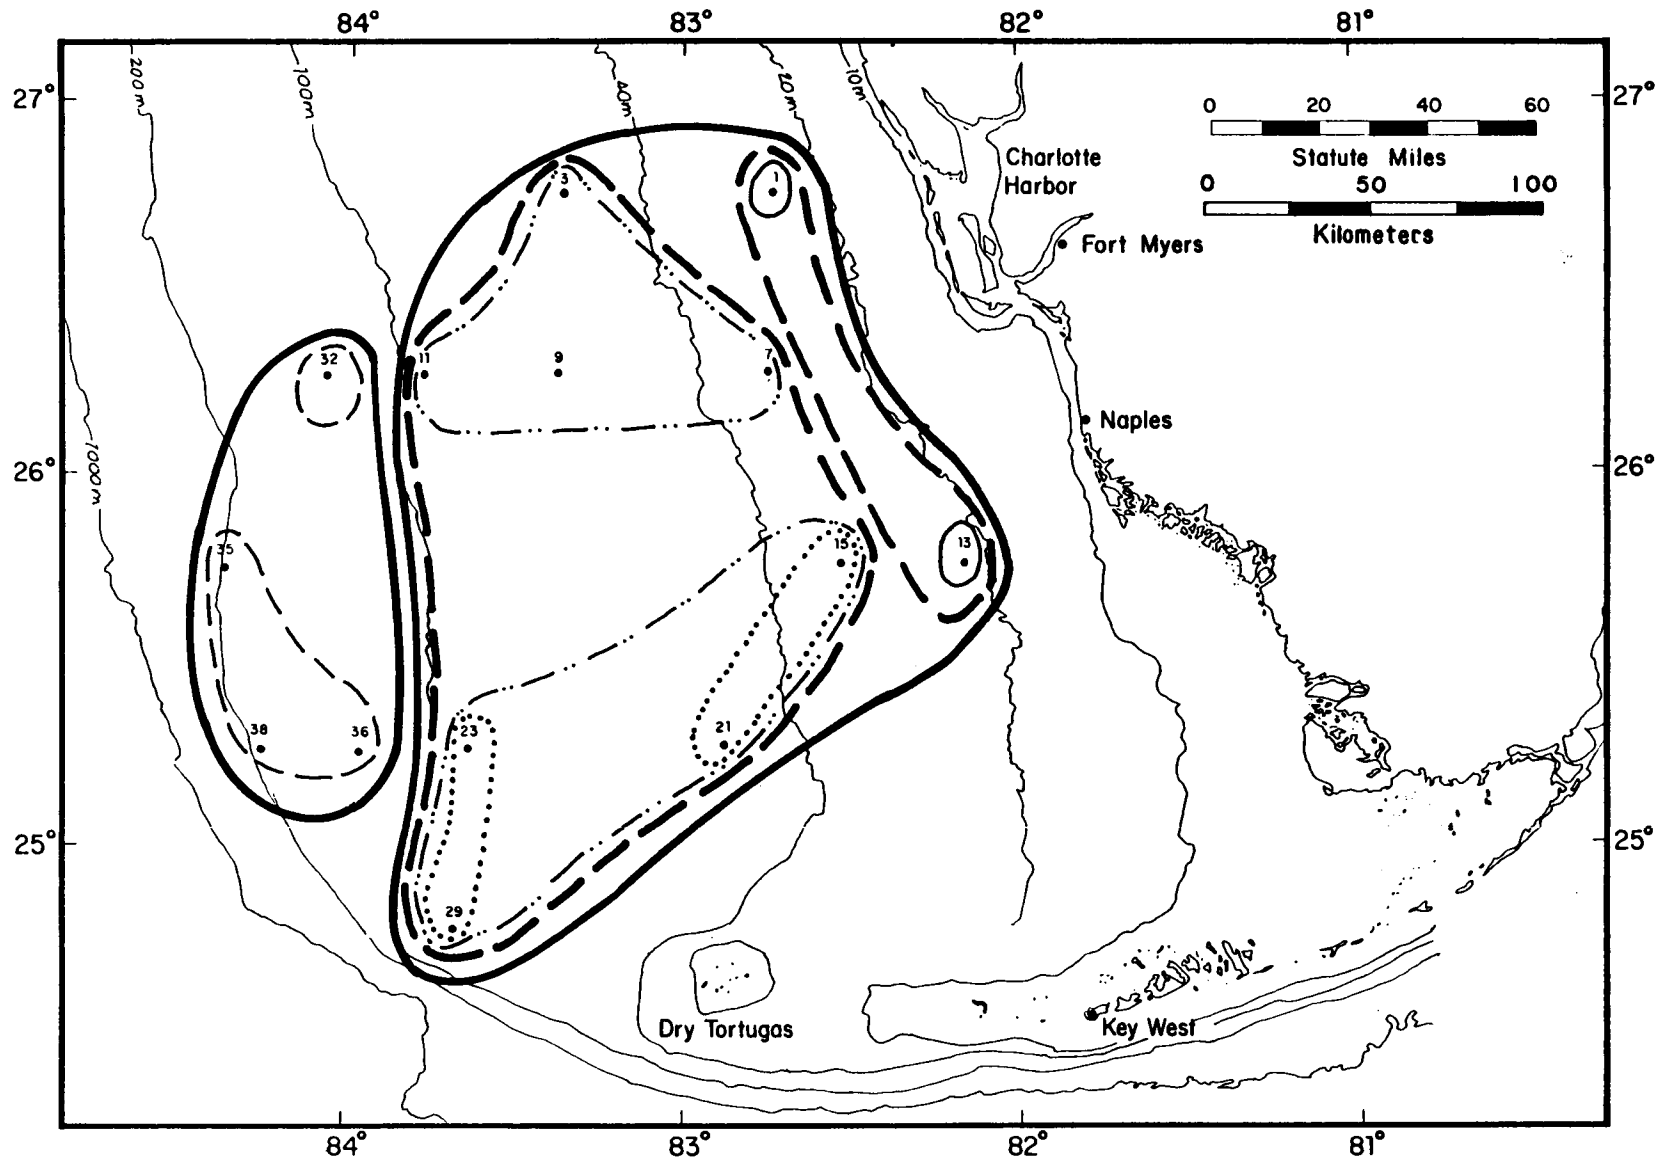 84° 83° 82° 81°
200 m 100m 40m 20 m 10m
27° 27°
0 20 40 60
Statute Miles
0 50 100
Kilometers
Charlotte
Harbor
3 1
Fort Myers
32 11 9 7
Naples
1000m
26° 26°
35 15 13
38 36 23 21
25° 25°
29
Dry Tortugas
Key West
84° 83° 82° 81°